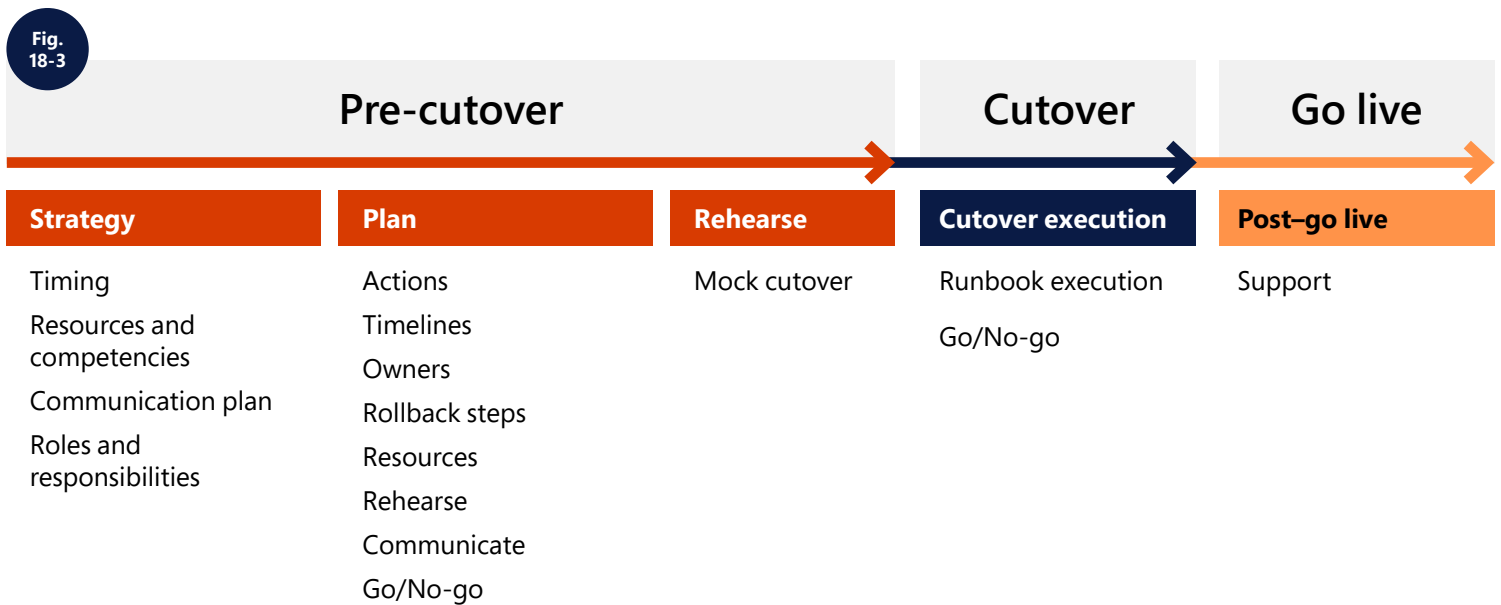 Fig.
18-3
Pre-cutover
Cutover
Go live
Strategy
Timing
Resources and
competencies
Communication plan
Roles and
responsibilities
Plan
Actions
Timelines
Owners
Rollback steps
Resources
Rehearse
Communicate
Go/No-go
Rehearse
Mock cutover
Cutover execution
Runbook execution
Go/No-go
Post–go live
Support